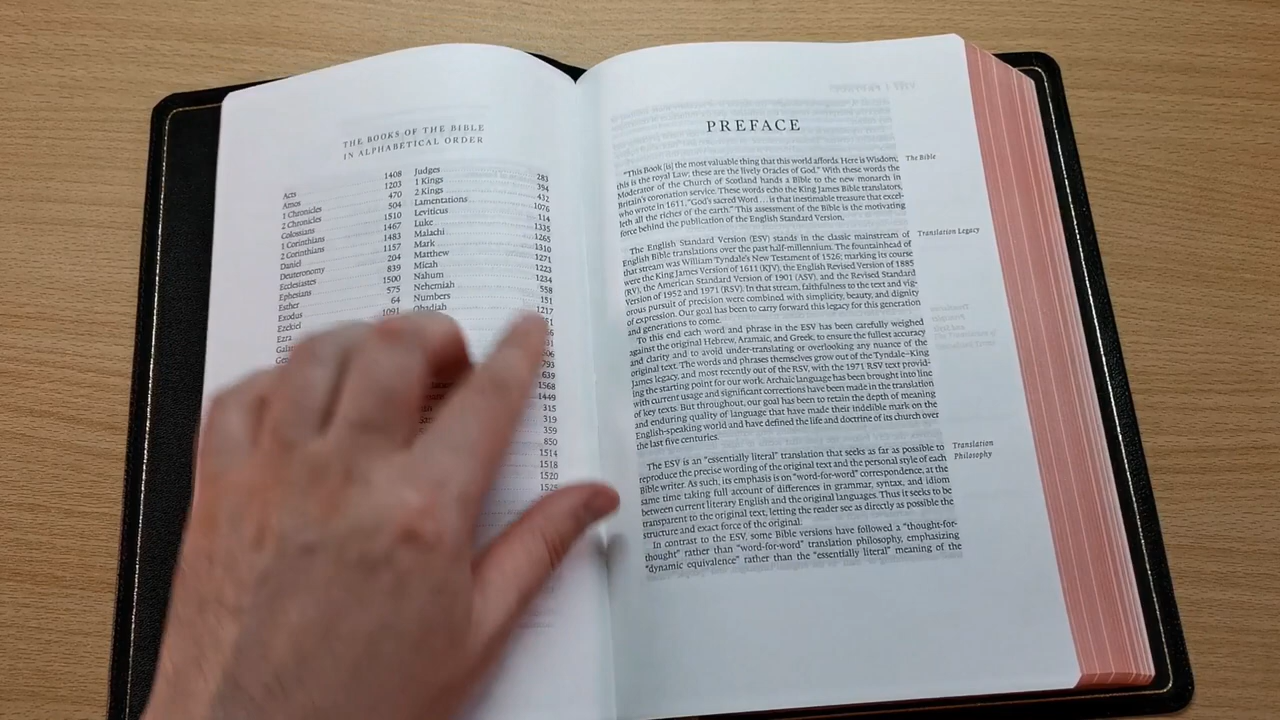 THE BOOKS OF THE BIBLE
IN ALPHABETICAL ORDER
Acts 1408
Amos 1203
1 Chronicles 470
2 Chronicles 504
Colossians 1510
1 Corinthians 1467
2 Corinthians 1483
Daniel 1157
Deuteronomy 204
Ecclesiastes 839
Ephesians 1500
Esther 575
Exodus 64
Ezekiel 1091
Ezra
Judges 281
1 Kings 394
2 Kings 432
Lamentations 1076
Leviticus 114
Luke 1335
Malachi 1265
Mark 1310
Matthew 1271
Micah 1223
Nahum 1234
Nehemiah 558
Numbers 151
Obadiah 1217
639
1568
1449
315
319
359
850
1514
1518
1520
PREFACE
"This Book [is] the most valuable thing that this world affords. Here is Wisdom;
this is the royal Law; these are the lively Oracles of God." With these words the
Moderator of the Church of Scotland hands a Bible to the new monarch in
Britain's coronation service. These words echo the King James Bible translators,
who wrote in 1611, "God's sacred Word . . . is that inestimable treasure that excel-
leth all the riches of the earth." This assessment of the Bible is the motivating
force behind the publication of the English Standard Version.
The Bible
The English Standard Version (ESV) stands in the classic mainstream of
English Bible translations over the past half-millennium. The fountainhead of
that stream was William Tyndale's New Testament of 1526; marking its course
were the King James Version of 1611 (KJV), the English Revised Version of 1885
(RV), the American Standard Version of 1901 (ASV), and the Revised Standard
Version of 1952 and 1971 (RSV). In that stream, faithfulness to the text and vig-
orous pursuit of precision were combined with simplicity, beauty, and dignity
of expression. Our goal has been to carry forward this legacy for this generation
and generations to come.
Translation Legacy
To this end each word and phrase in the ESV has been carefully weighed
against the original Hebrew, Aramaic, and Greek, to ensure the fullest accuracy
and clarity and to avoid under-translating or overlooking any nuance of the
original text. The words and phrases themselves grow out of the Tyndale–King
James legacy, and most recently out of the RSV, with the 1971 RSV text provid-
ing the starting point for our work. Archaic language has been brought into line
with current usage and significant corrections have been made in the translation
of key texts. But throughout, our goal has been to retain the depth of meaning
and enduring quality of language that have made their indelible mark on the
English-speaking world and have defined the life and doctrine of its church over
the last five centuries.
The ESV is an "essentially literal" translation that seeks as far as possible to
reproduce the precise wording of the original text and the personal style of each
Bible writer. As such, its emphasis is on "word-for-word" correspondence, at the
same time taking full account of differences in grammar, syntax, and idiom
between current literary English and the original languages. Thus it seeks to be
transparent to the original text, letting the reader see as directly as possible the
structure and exact force of the original.
Translation
Philosophy
In contrast to the ESV, some Bible versions have followed a "thought-for-
thought" rather than "word-for-word" translation philosophy, emphasizing
"dynamic equivalence" rather than the "essentially literal" meaning of the